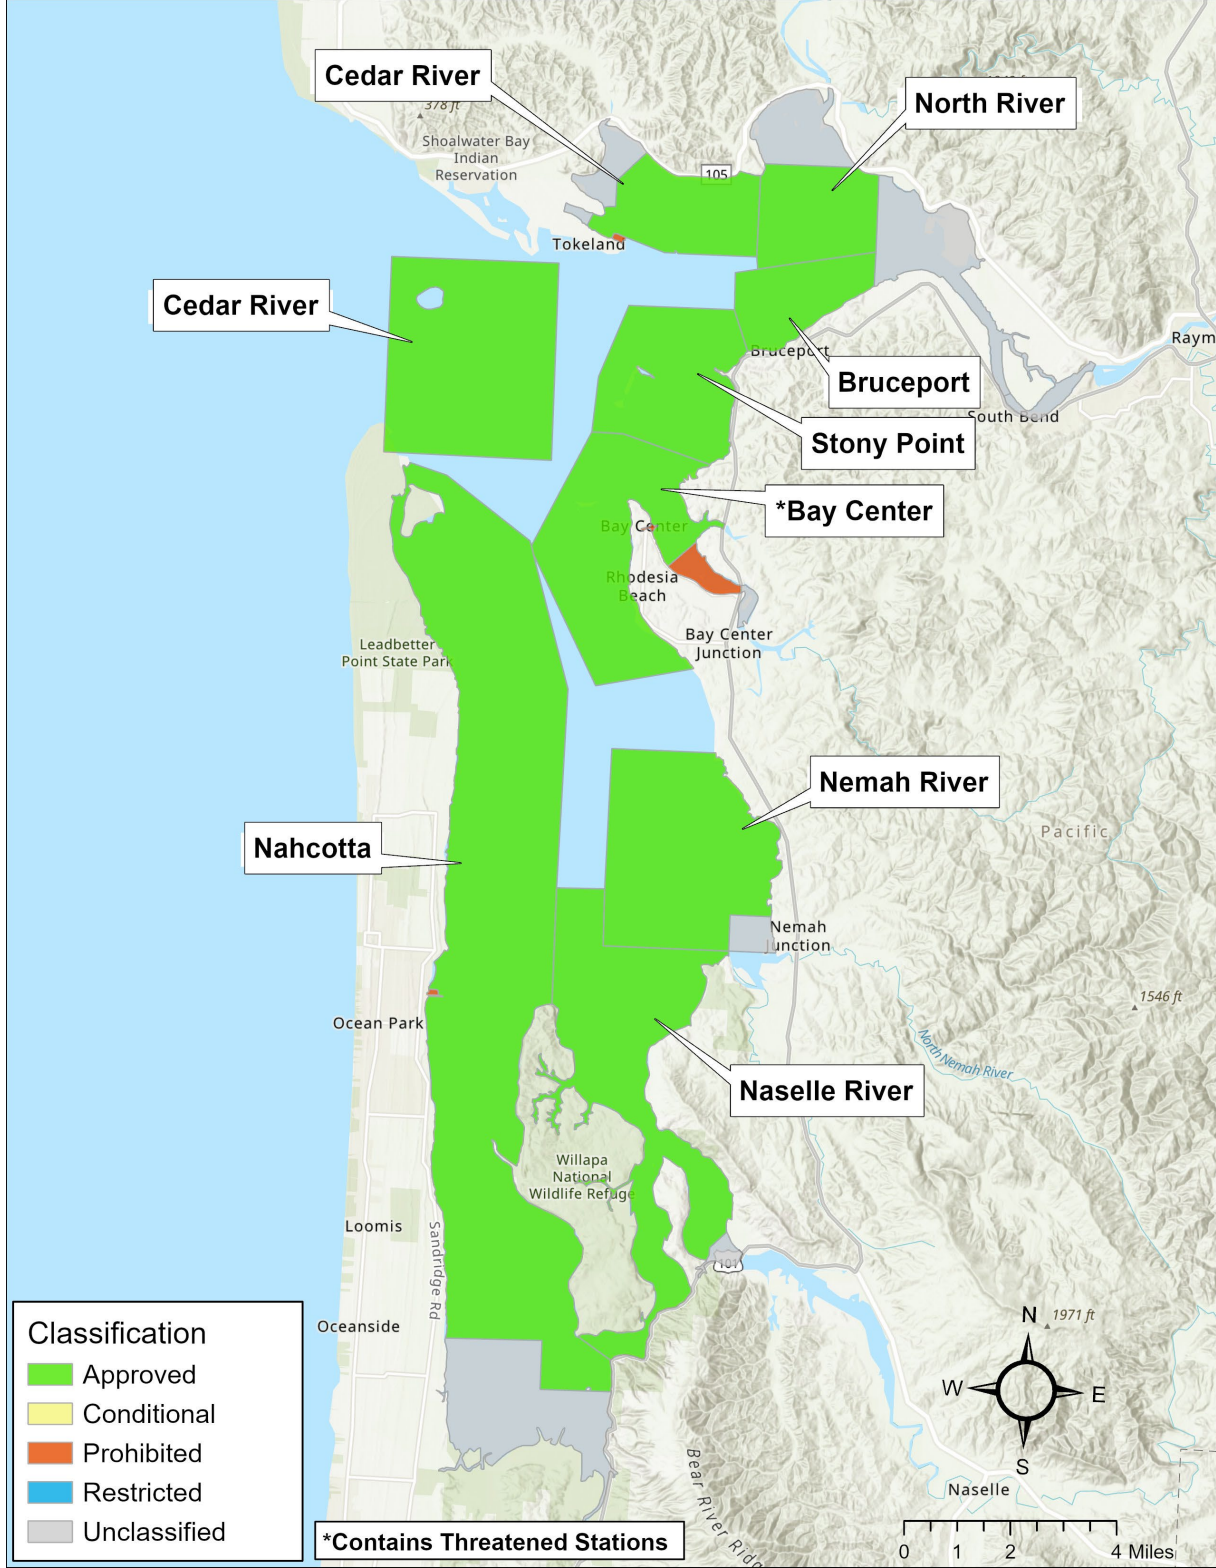 Cedar River
378 ft
North River
Shoalwater Bay
Indian
Reservation
105
Tokeland
Cedar River
Bruceport
Raym
Bruceport
South Bend
Stony Point
*Bay Center
Bay Center
Rhodesia
Beach
Bay Center
Junction
Leadbetter
Point State Park
Nemah River
Pacific
Nahcotta
Nemah
Junction
1546 ft
Ocean Park
North Nemah River
Naselle River
Willapa
National
Wildlife Refuge
Loomis
Sandridge Rd
101
Oceanside
1971 ft
N
W
E
S
Classification
Approved
Conditional
Prohibited
Restricted
Unclassified
Bear River Ridg
Naselle
*Contains Threatened Stations
0 1 2 4 Miles